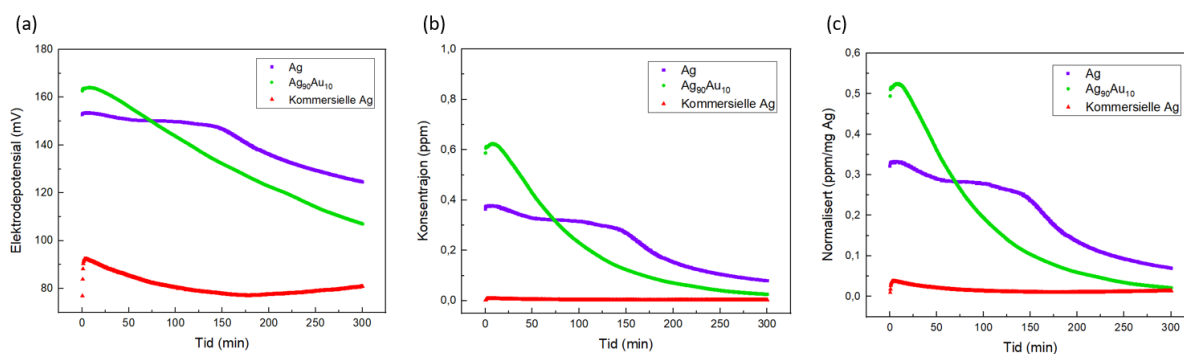 (a)
180
160
140
120
100
80
0
50
100
150
200
250
300
Elektrodepotensial (mV)
Tid (min)
Ag
Ag₉₀Au₁₀
Kommersielle Ag
(b)
1,0
0,8
0,6
0,4
0,2
0,0
0
50
100
150
200
250
300
Konsentrajon (ppm)
Tid (min)
Ag
Ag₉₀Au₁₀
Kommersielle Ag
(c)
0,6
0,5
0,4
0,3
0,2
0,1
0,0
0
50
100
150
200
250
300
Normalisert (ppm/mg Ag)
Tid (min)
Ag
Ag₉₀Au₁₀
Kommersielle Ag